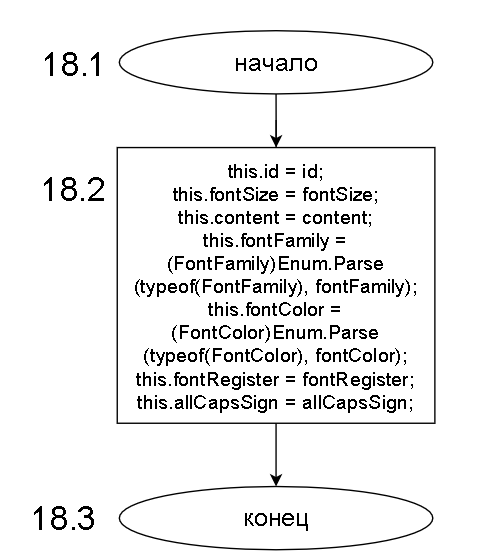 18.1
начало
18.2
this.id = id;
this.fontSize = fontSize;
this.content = content;
this.fontFamily =
(FontFamily)Enum.Parse
(typeof(FontFamily), fontFamily);
this.fontColor =
(FontColor)Enum.Parse
(typeof(FontColor), fontColor);
this.fontRegister = fontRegister;
this.allCapsSign = allCapsSign;
18.3
конец